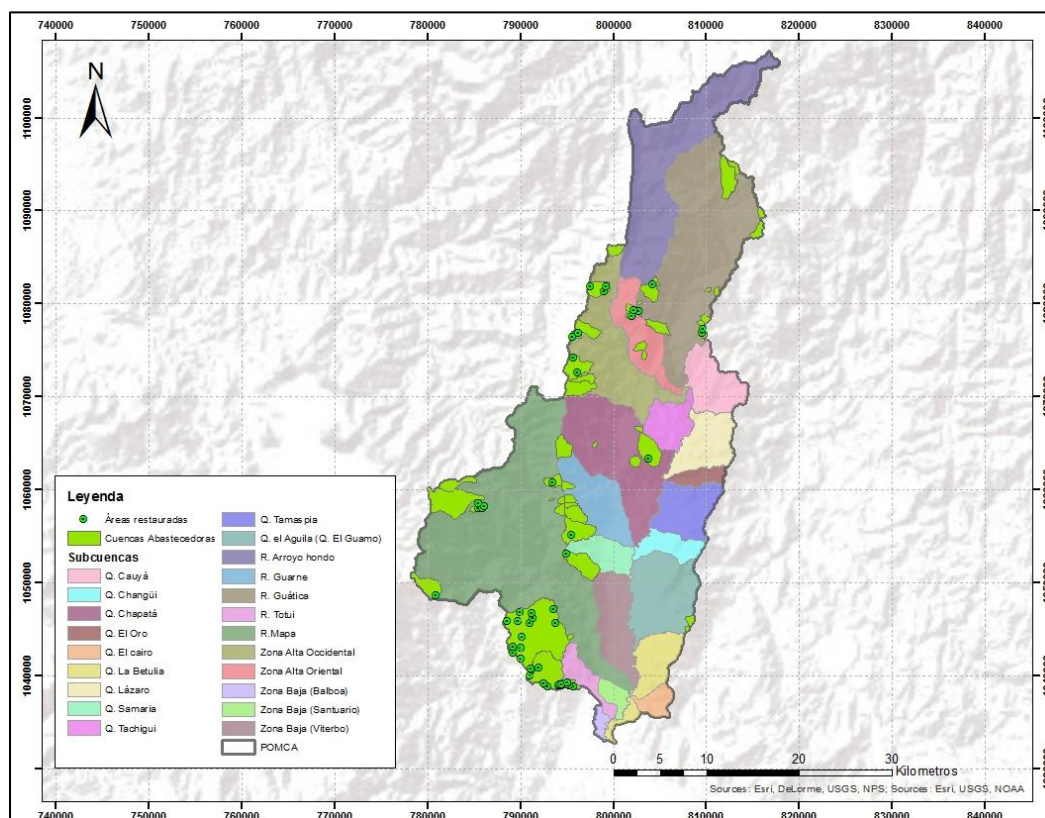 740000 750000 760000 770000 780000 790000 800000 810000 820000 830000 840000
N
1100000
1090000
1080000
1070000
1060000
1050000
1040000
Leyenda
Áreas restauradas
Cuencas Abastecedoras
Subcuencas
Q. Cauyá
Q. Changüi
Q. Chapatá
Q. El Oro
Q. El cairo
Q. La Betulia
Q. Lázaro
Q. Samaria
Q. Tachigui
Q. Tamaspia
Q. el Aguila (Q. El Guamo)
R. Arroyo hondo
R. Guarne
R. Guática
R. Totui
R.Mapa
Zona Alta Occidental
Zona Alta Oriental
Zona Baja (Balboa)
Zona Baja (Santuario)
Zona Baja (Viterbo)
POMCA
0 5 10 20 30
Kilometros
Sources: Esri, DeLorme, USGS, NPS; Sources: Esri, USGS, NOAA
740000 750000 760000 770000 780000 790000 800000 810000 820000 830000 840000